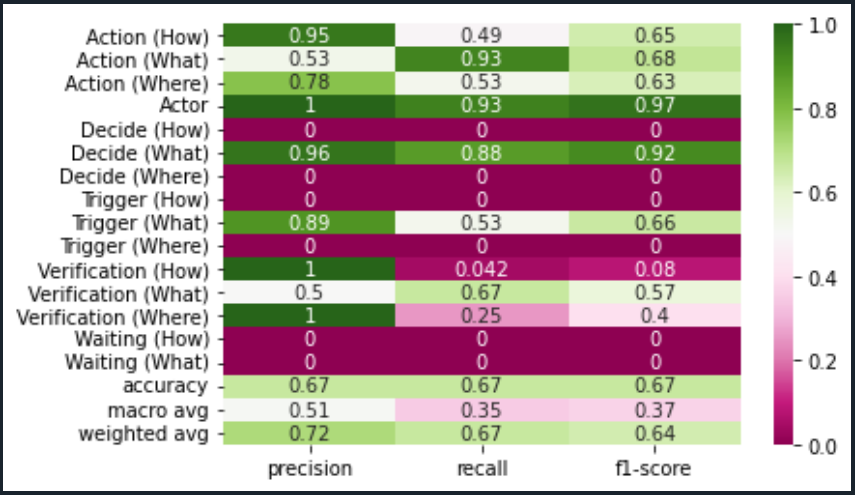 Action (How) 0.95 0.49 0.65
Action (What) 0.53 0.93 0.68
Action (Where) 0.78 0.53 0.63
Actor 1 0.93 0.97
Decide (How) 0 0 0
Decide (What) 0.96 0.88 0.92
Decide (Where) 0 0 0
Trigger (How) 0 0 0
Trigger (What) 0.89 0.53 0.66
Trigger (Where) 0 0 0
Verification (How) 1 0.042 0.08
Verification (What) 0.5 0.67 0.57
Verification (Where) 1 0.25 0.4
Waiting (How) 0 0 0
Waiting (What) 0 0 0
accuracy 0.67 0.67 0.67
macro avg 0.51 0.35 0.37
weighted avg 0.72 0.67 0.64
precision recall f1-score
1.0
0.8
0.6
0.4
0.2
0.0